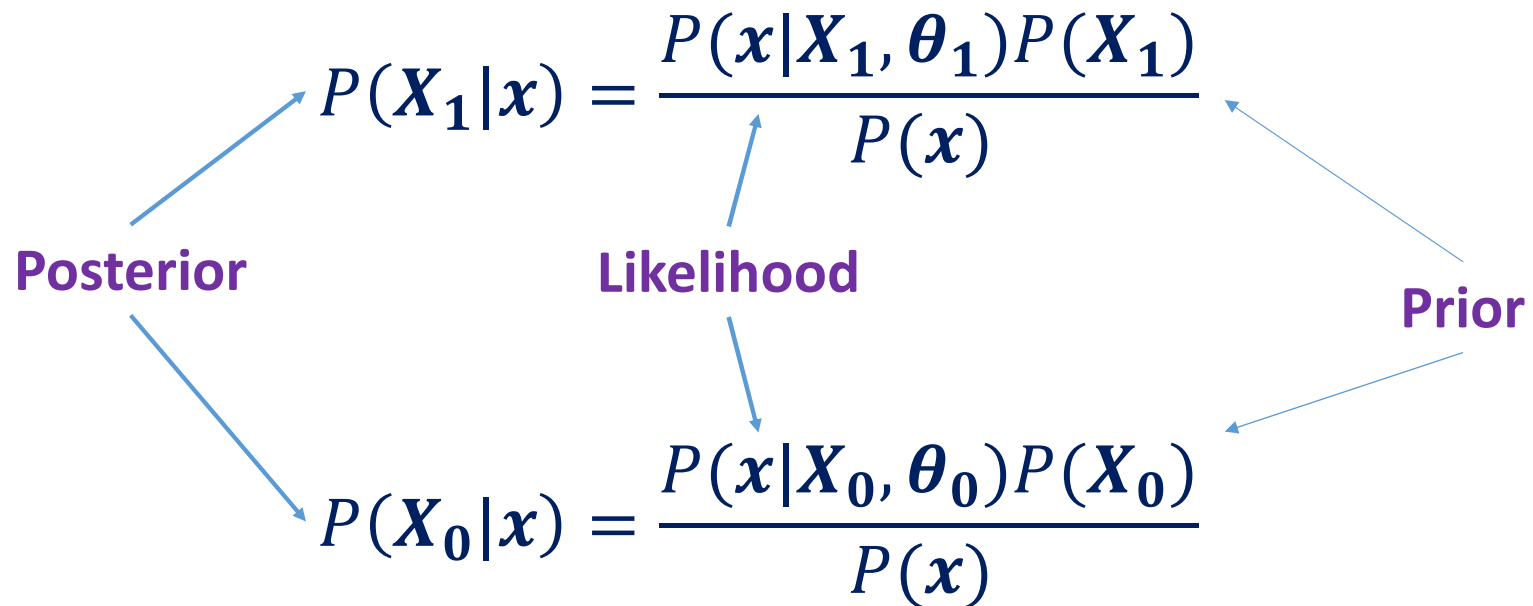 P(X₁|x) = P(x|X₁, θ₁)P(X₁) / P(x)
Posterior
Likelihood
Prior
P(X₀|x) = P(x|X₀, θ₀)P(X₀) / P(x)